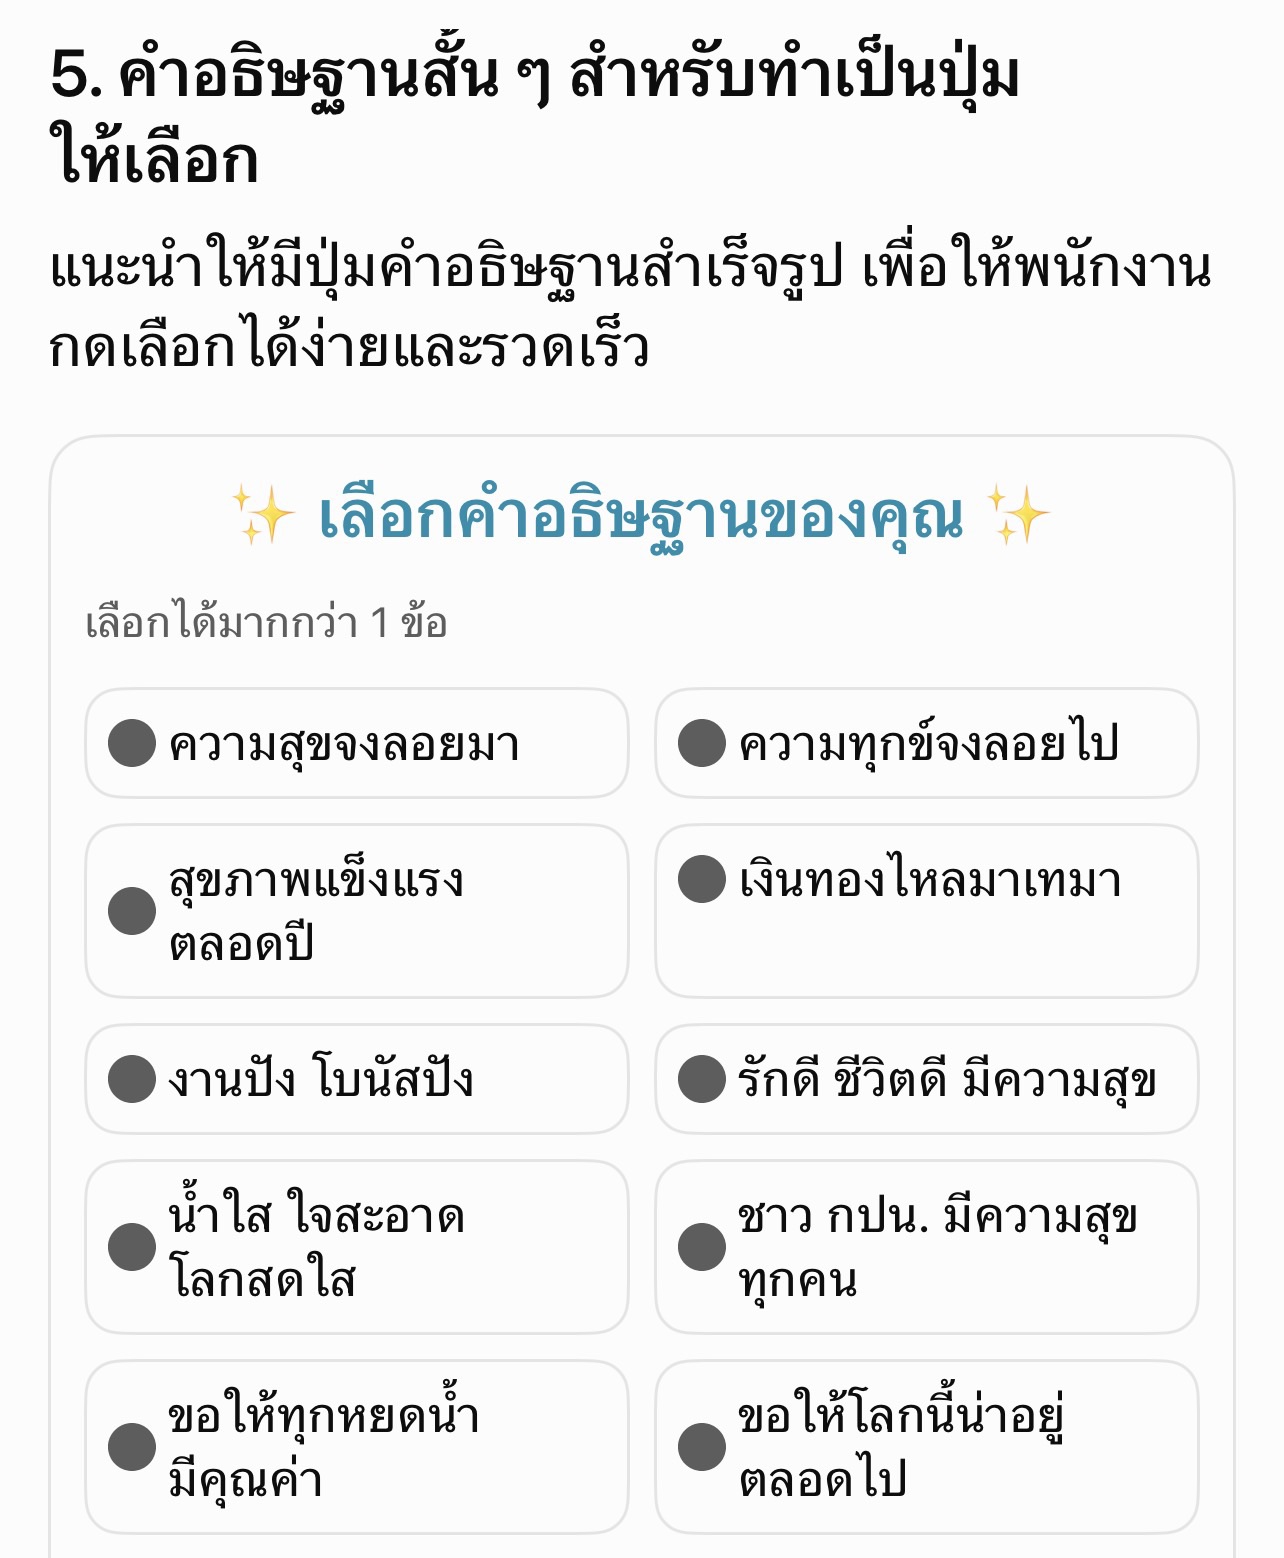 5. คำอธิษฐานสั้น ๆ สำหรับทำเป็นปุ่ม
ให้เลือก
แนะนำให้มีปุ่มคำอธิษฐานสำเร็จรูป เพื่อให้พนักงาน
กดเลือกได้ง่ายและรวดเร็ว
✨ เลือกคำอธิษฐานของคุณ ✨
เลือกได้มากกว่า 1 ข้อ
ความสุขจงลอยมา
ความทุกข์จงลอยไป
สุขภาพแข็งแรง
ตลอดปี
เงินทองไหลมาเทมา
งานปัง โบนัสปัง
รักดี ชีวิตดี มีความสุข
น้ำใส ใจสะอาด
โลกสดใส
ชาว กปน. มีความสุข
ทุกคน
ขอให้ทุกหยดน้ำ
มีคุณค่า
ขอให้โลกนี้น่าอยู่
ตลอดไป